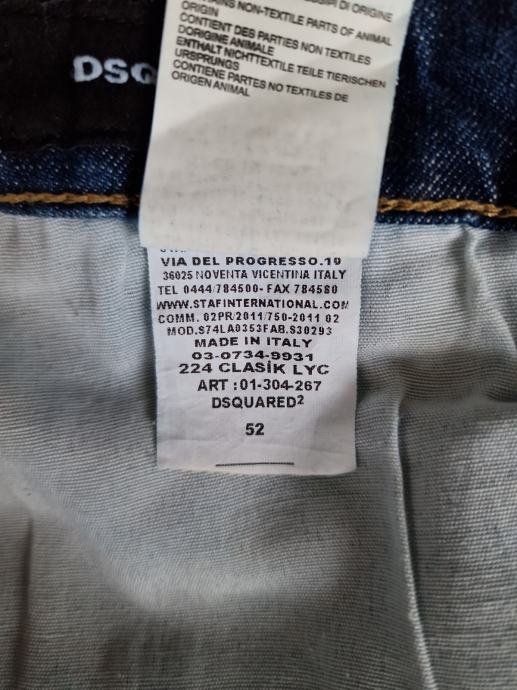 DSQ
NON-TEXTILE PARTS OF ANIMAL
ORIGIN
CONTIENT DES PARTIES NON TEXTILES
DORIGINE ANIMALE
ENTHALT NICHTTEXTILE TEILE TIERISCHEN
URSPRUNGS
CONTIENE PARTES NO TEXTILES DE
ORIGEN ANIMAL
VIA DEL PROGRESSO.10
36025 NOVENTA VICENTINA ITALY
TEL 0444/784500- FAX 784580
WWW.STAFINTERNATIONAL.COM
COMM. 02PR/2011/750-2011 02
MOD.S74LA0353FAB.S30293
MADE IN ITALY
03-0734-9931
224 CLASİK LYC
ART :01-304-267
DSQUARED²
52